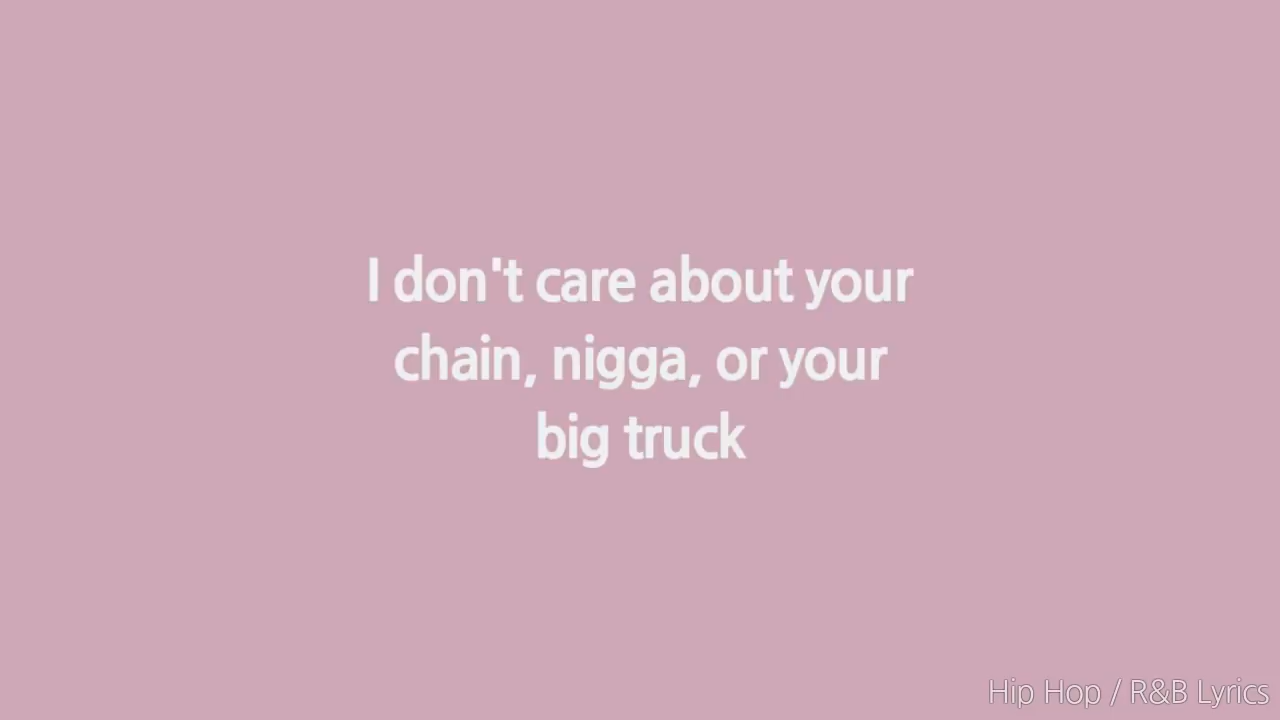 I don't care about your
chain, nigga, or your
big truck
Hip Hop / R&B Lyrics